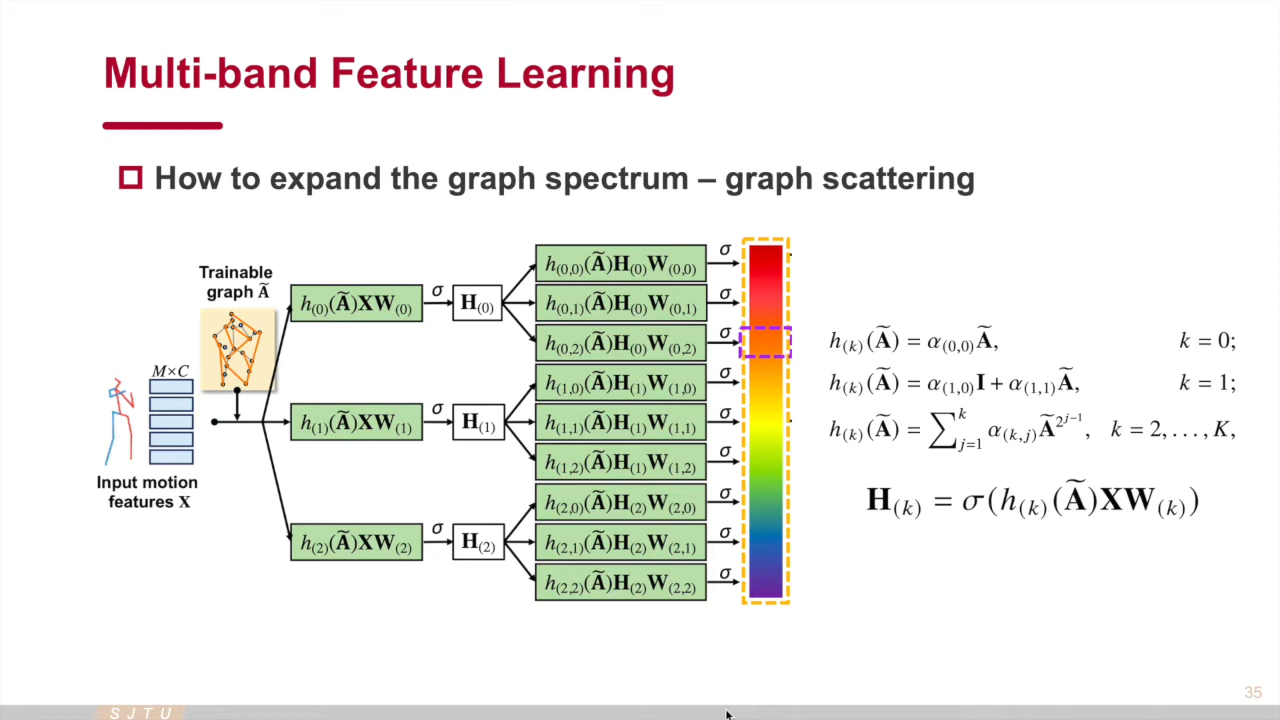 Multi-band Feature Learning
How to expand the graph spectrum – graph scattering
Trainable
graph Ã
M×C
Input motion
features X
h(0)(Ã)XW(0)
σ
H(0)
h(1)(Ã)XW(1)
σ
H(1)
h(2)(Ã)XW(2)
σ
H(2)
h(0,0)(Ã)H(0)W(0,0)
σ
h(0,1)(Ã)H(0)W(0,1)
σ
h(0,2)(Ã)H(0)W(0,2)
σ
h(1,0)(Ã)H(1)W(1,0)
σ
h(1,1)(Ã)H(1)W(1,1)
σ
h(1,2)(Ã)H(1)W(1,2)
σ
h(2,0)(Ã)H(2)W(2,0)
σ
h(2,1)(Ã)H(2)W(2,1)
σ
h(2,2)(Ã)H(2)W(2,2)
σ
h(k)(Ã) = α(0,0)Ã, k = 0;
h(k)(Ã) = α(1,0)I + α(1,1)Ã, k = 1;
h(k)(Ã) = ∑ᵏⱼ₌₁ α(k,j)Ã^2^j−1, k = 2, . . . , K,
H(k) = σ(h(k)(Ã)XW(k))
35
SJTU